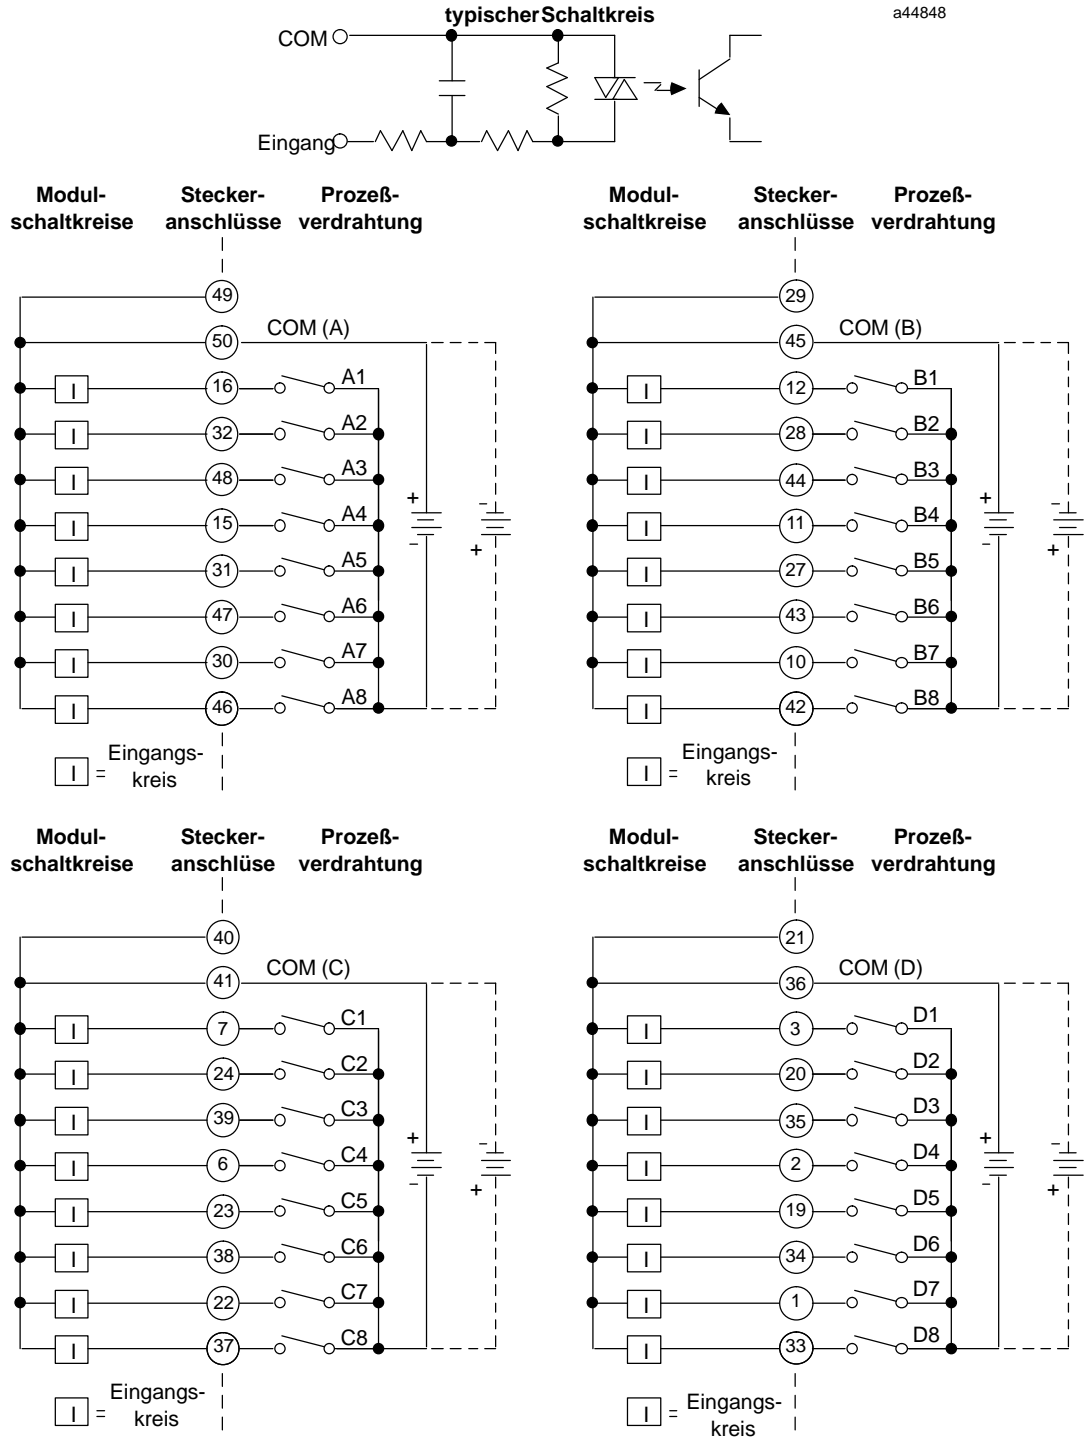 typischerSchaltkreis
a44848
COM
Eingang
Modul- Stecker- Prozeß-
schaltkreise anschlüsse verdrahtung
49
50 COM (A)
I 16 A1
I 32 A2
I 48 A3
I 15 A4
I 31 A5
I 47 A6
I 30 A7
I 46 A8
+ -
- +
I = Eingangs-
kreis
Modul- Stecker- Prozeß-
schaltkreise anschlüsse verdrahtung
29
45 COM (B)
I 12 B1
I 28 B2
I 44 B3
I 11 B4
I 27 B5
I 43 B6
I 10 B7
I 42 B8
+ -
- +
I = Eingangs-
kreis
Modul- Stecker- Prozeß-
schaltkreise anschlüse verdrahtung
40
41 COM (C)
I 7 C1
I 24 C2
I 39 C3
I 6 C4
I 23 C5
I 38 C6
I 22 C7
I 37 C8
+ -
- +
I = Eingangs-
kreis
Modul- Stecker- Prozeß-
schaltkreise anschlüsse verdrahtung
21
36 COM (D)
I 3 D1
I 20 D2
I 35 D3
I 2 D4
I 19 D5
I 34 D6
I 1 D7
I 33 D8
+ -
- +
I = Eingangs-
kreis